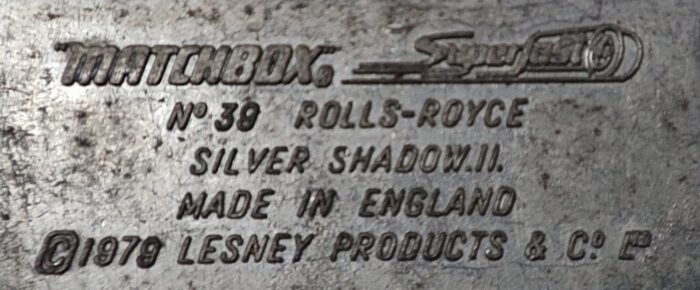 "MATCHBOX"® Superfast
Nº 39 ROLLS-ROYCE
SILVER SHADOW.II.
MADE IN ENGLAND
© 1979 LESNEY PRODUCTS & Cº Lᵀᴰ